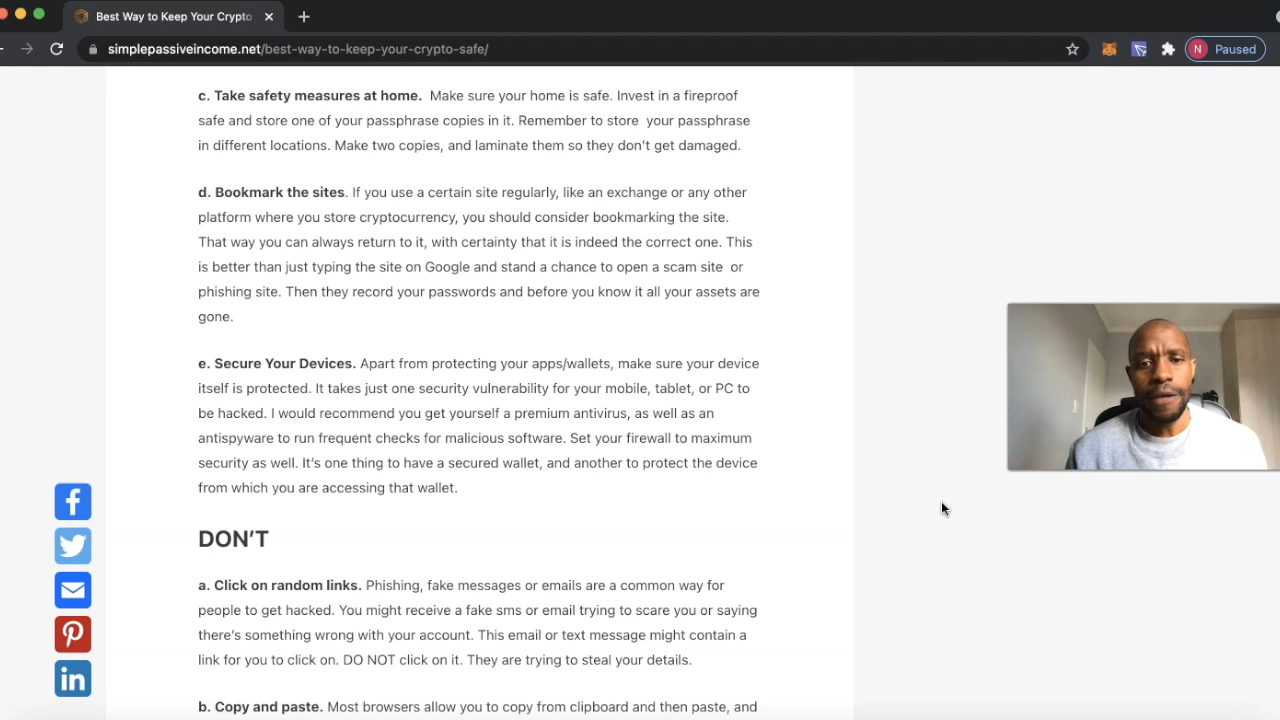 Best Way to Keep Your Crypto
simplepassiveincome.net/best-way-to-keep-your-crypto-safe/
N Paused
c. Take safety measures at home. Make sure your home is safe. Invest in a fireproof
safe and store one of your passphrase copies in it. Remember to store your passphrase
in different locations. Make two copies, and laminate them so they don’t get damaged.
d. Bookmark the sites. If you use a certain site regularly, like an exchange or any other
platform where you store cryptocurrency, you should consider bookmarking the site.
That way you can always return to it, with certainty that it is indeed the correct one. This
is better than just typing the site on Google and stand a chance to open a scam site or
phishing site. Then they record your passwords and before you know it all your assets are
gone.
e. Secure Your Devices. Apart from protecting your apps/wallets, make sure your device
itself is protected. It takes just one security vulnerability for your mobile, tablet, or PC to
be hacked. I would recommend you get yourself a premium antivirus, as well as an
antispyware to run frequent checks for malicious software. Set your firewall to maximum
security as well. It’s one thing to have a secured wallet, and another to protect the device
from which you are accessing that wallet.
DON’T
a. Click on random links. Phishing, fake messages or emails are a common way for
people to get hacked. You might receive a fake sms or email trying to scare you or saying
there’s something wrong with your account. This email or text message might contain a
link for you to click on. DO NOT click on it. They are trying to steal your details.
b. Copy and paste. Most browsers allow you to copy from clipboard and then paste, and